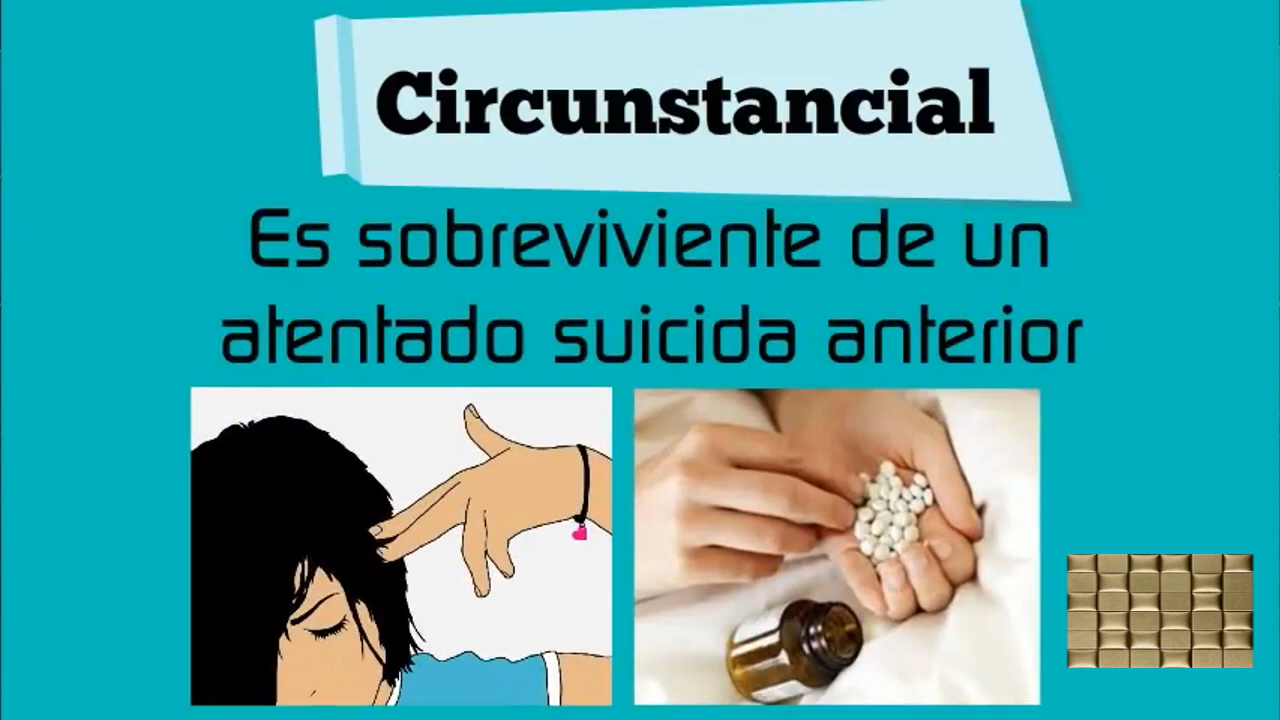 Circunstancial
Es sobreviviente de un
atentado suicida anterior